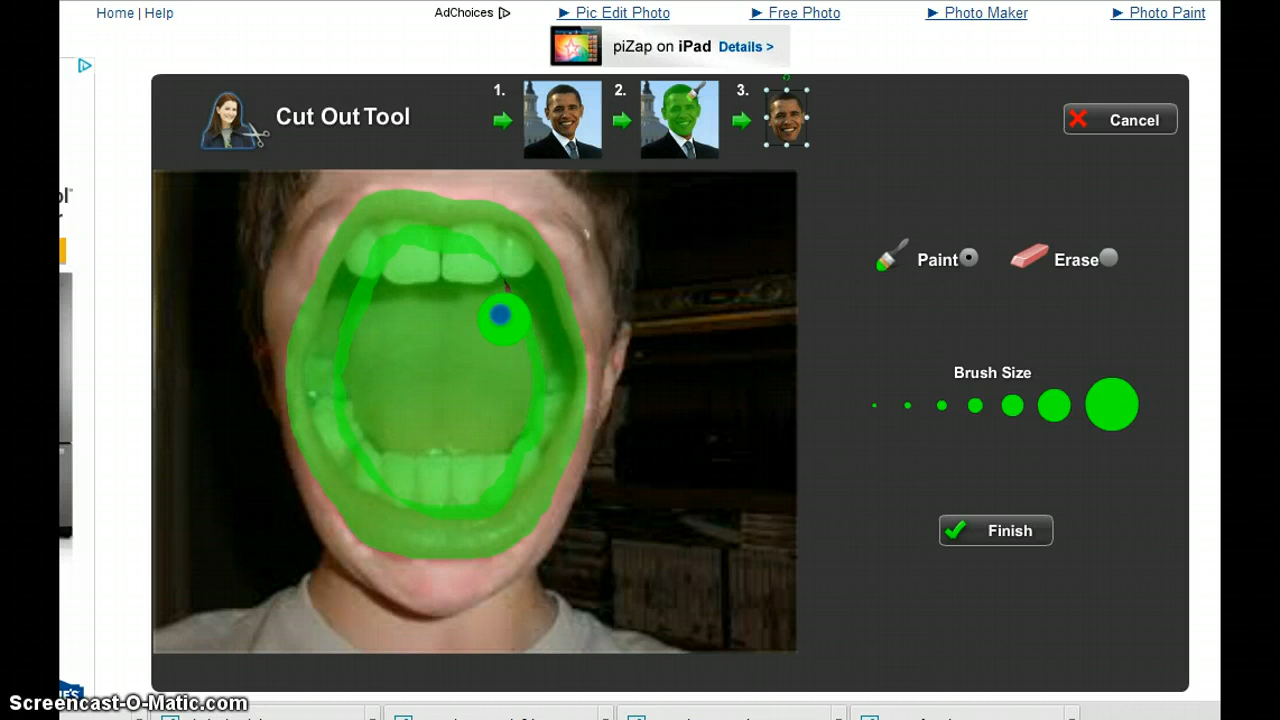 Home | Help
AdChoices
► Pic Edit Photo
► Free Photo
► Photo Maker
► Photo Paint
piZap on iPad Details >
Cut Out Tool
1.
2.
3.
Cancel
Paint
Erase
Brush Size
Finish
Screencast-O-Matic.com